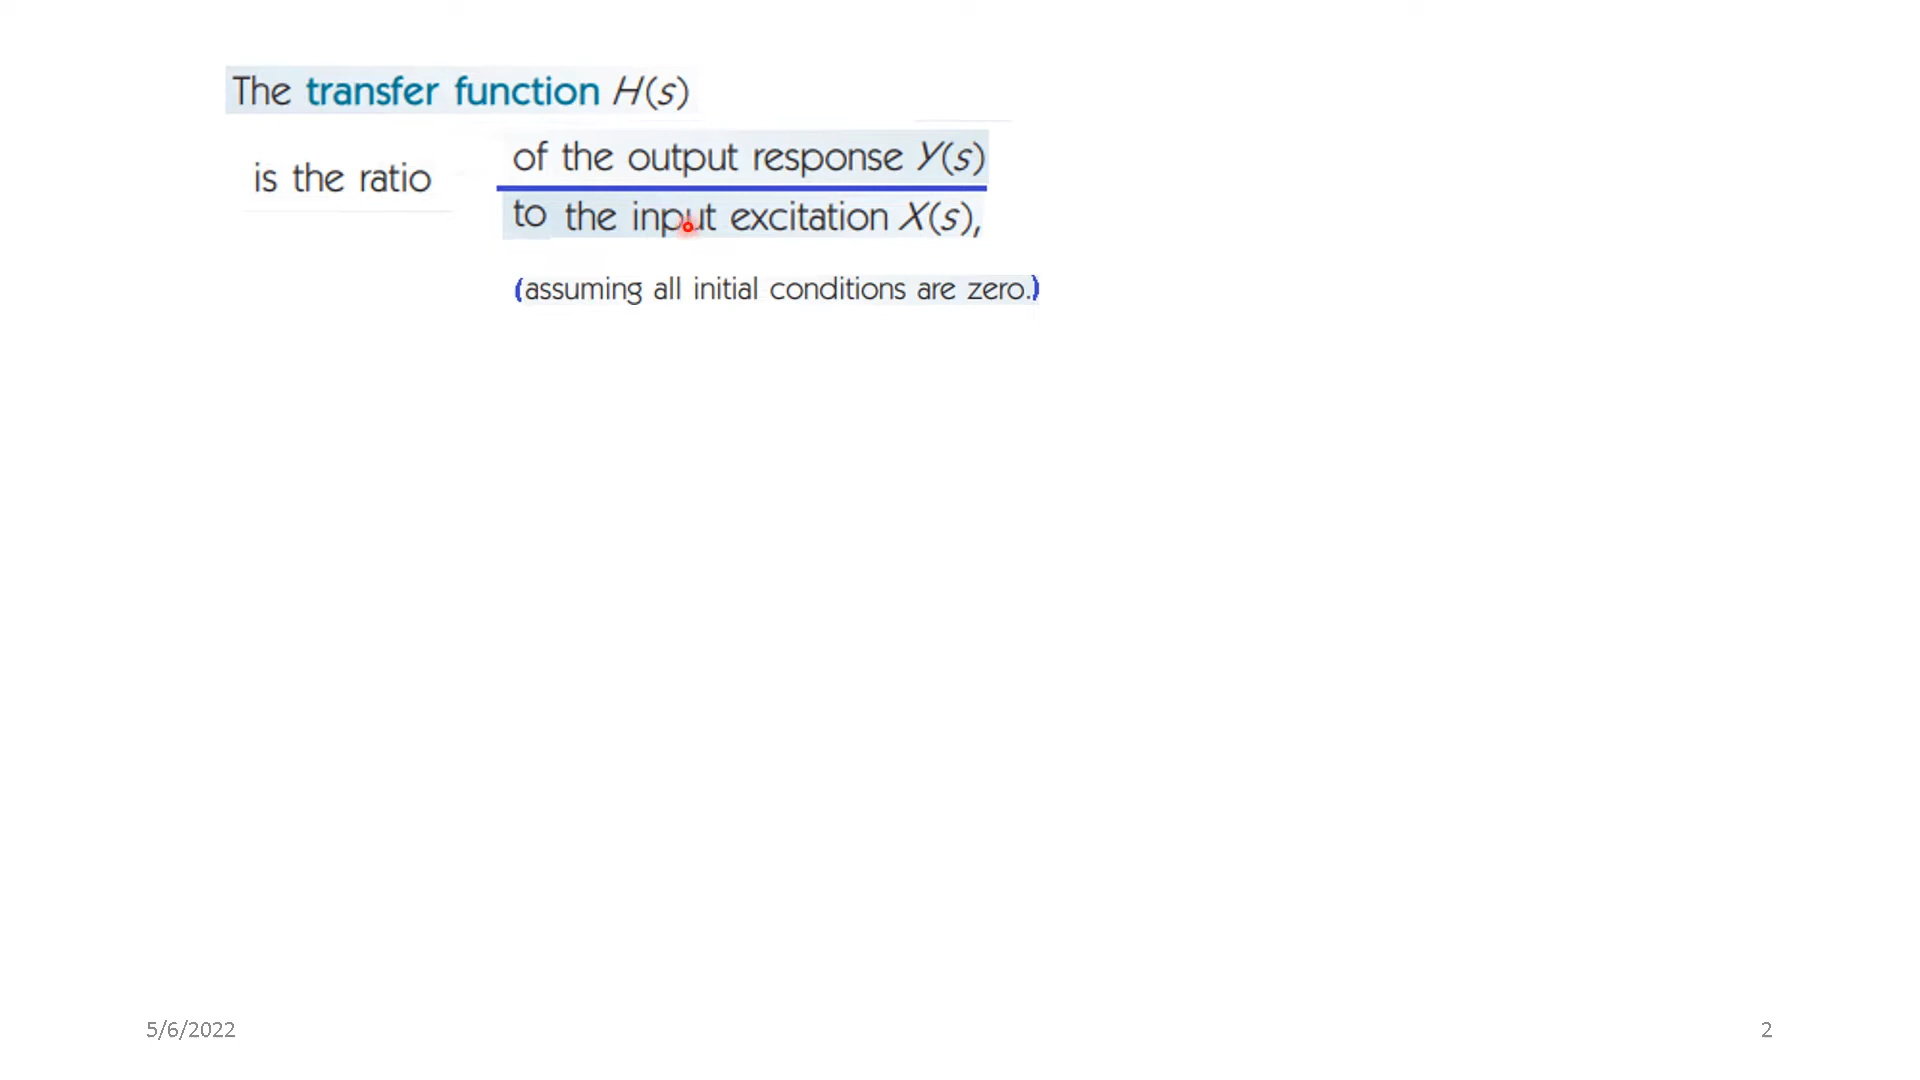 The transfer function H(s)
is the ratio
of the output response Y(s)
to the input excitation X(s),
(assuming all initial conditions are zero.)
5/6/2022
2